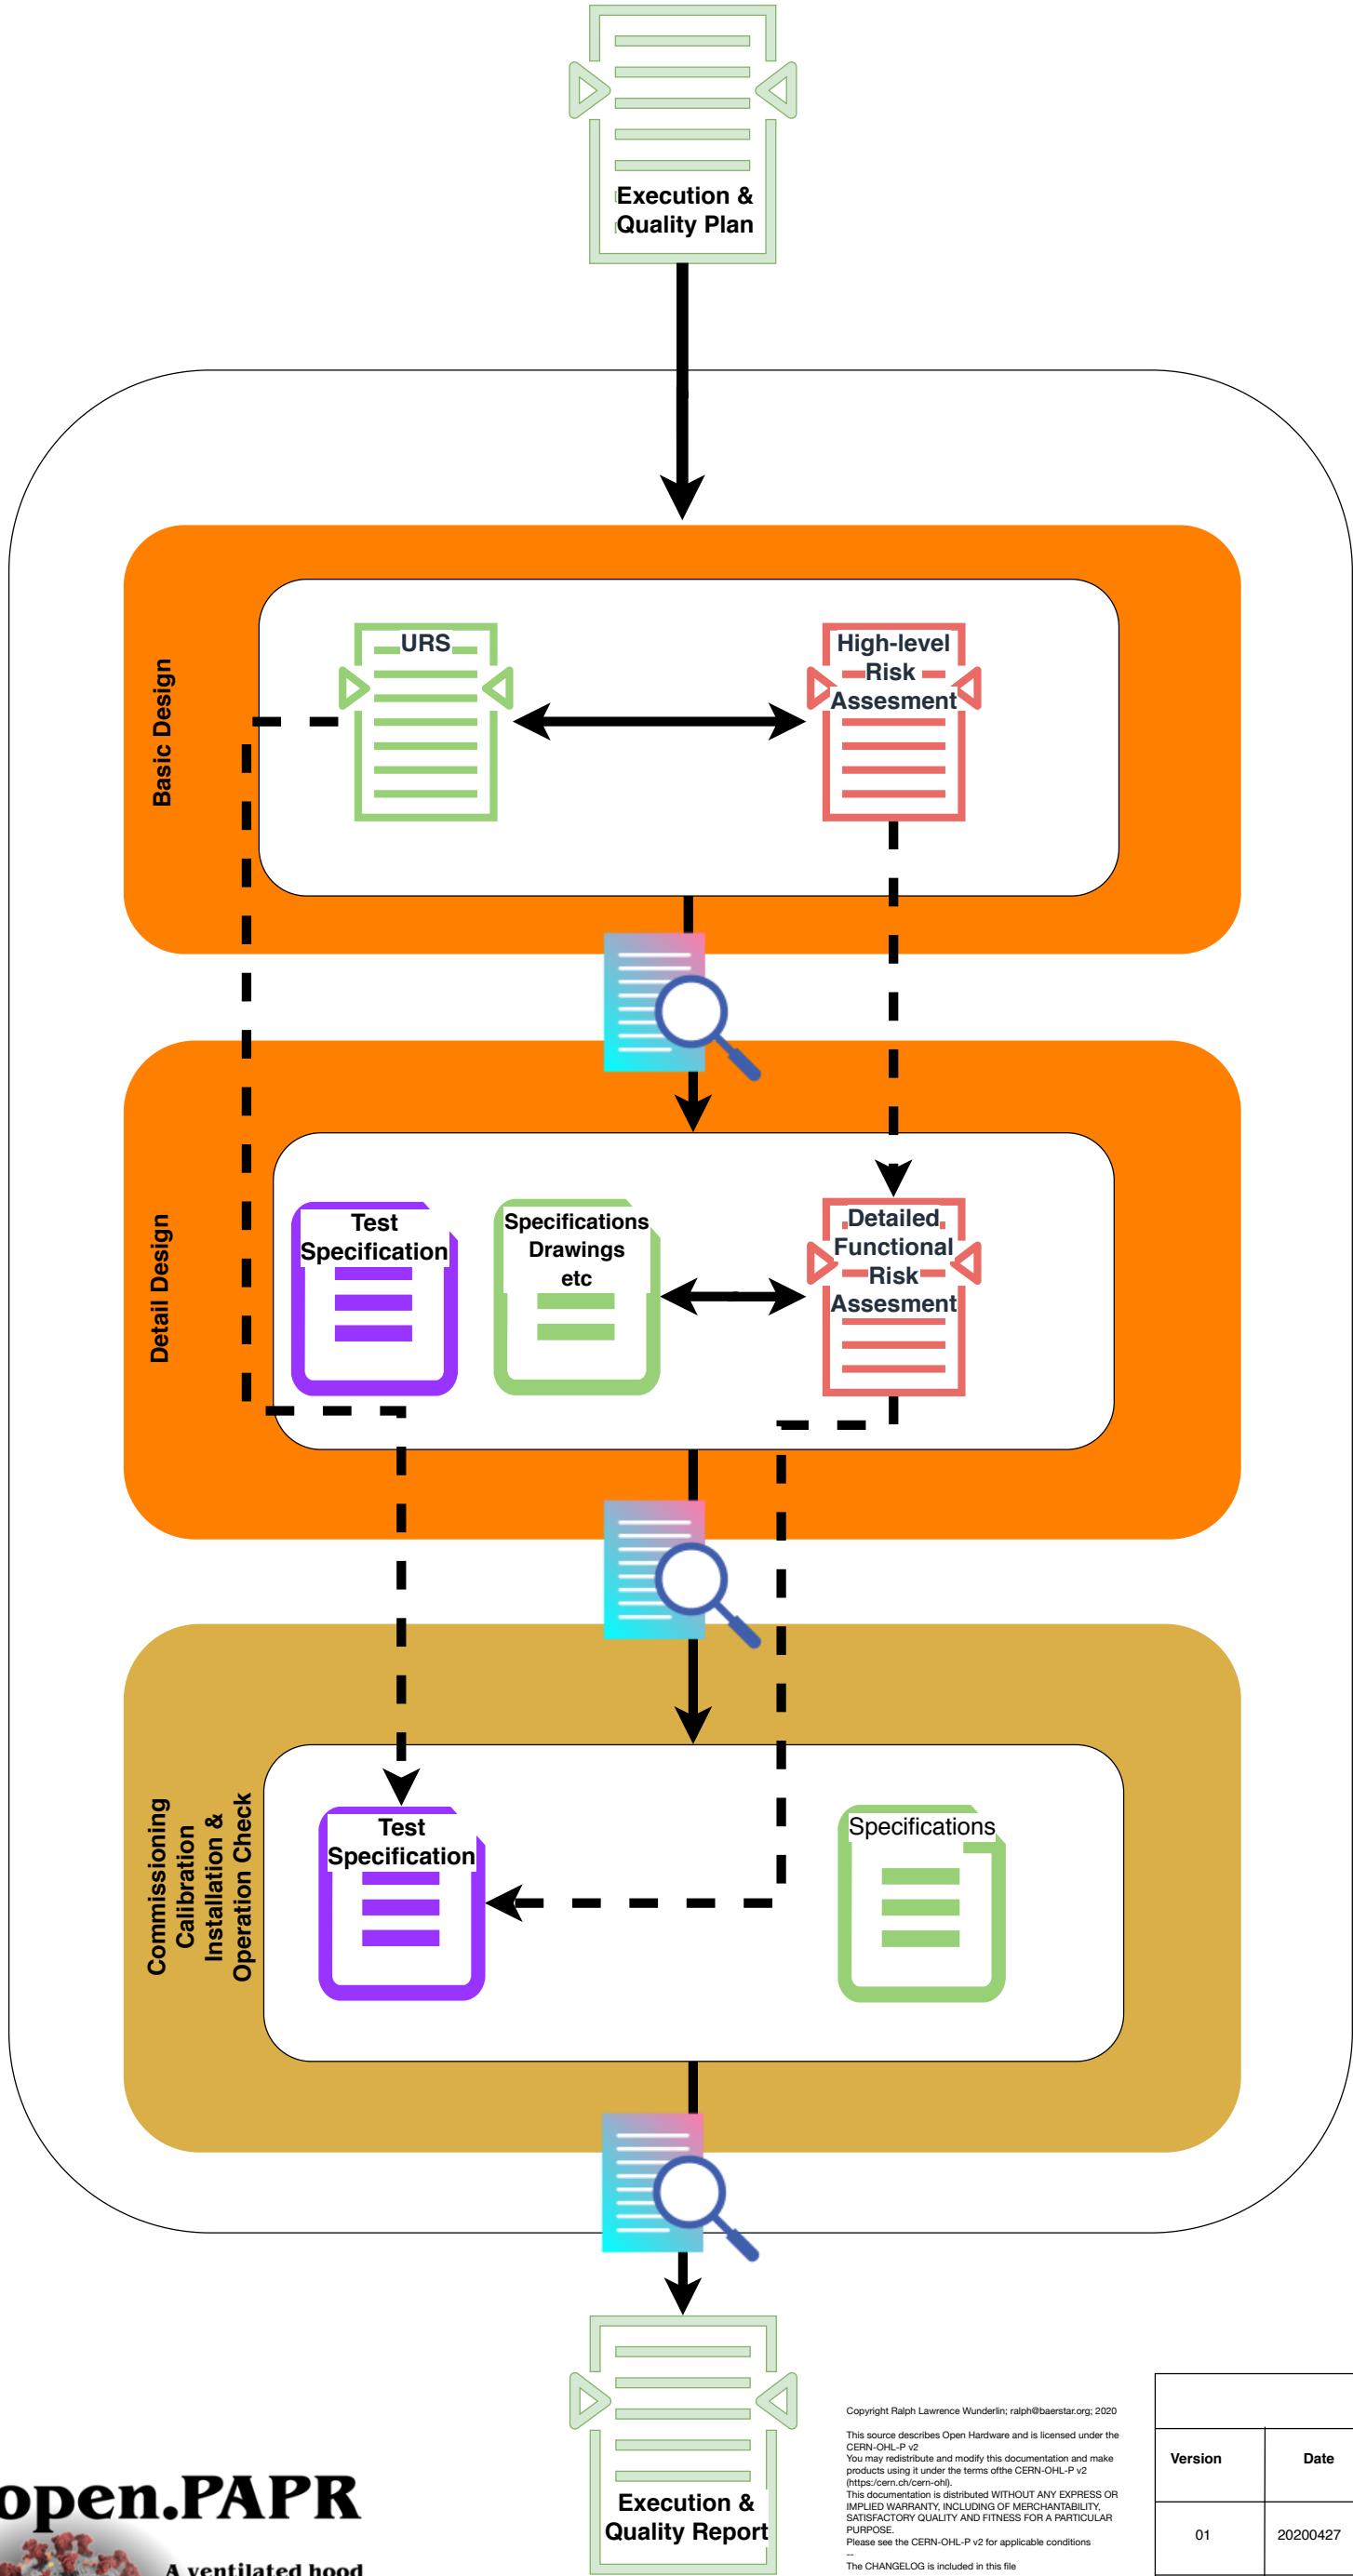 Execution &
Quality Plan
Basic Design
URS
High-level
Risk
Assesment
Detail Design
Test
Specification
Specifications
Drawings
etc
Detailed
Functional
Risk
Assesment
Commissioning
Calibration
Installation &
Operation Check
Test
Specification
Specifications
Execution &
Quality Report
open.PAPR
A ventilated hood
Copyright Ralph Lawrence Wunderlin; ralph@baerstar.org; 2020
This source describes Open Hardware and is licensed under the
CERN-OHL-P v2
You may redistribute and modify this documentation and make
products using it under the terms ofthe CERN-OHL-P v2
(https:/cern.ch/cern-ohl).
This documentation is distributed WITHOUT ANY EXPRESS OR
IMPLIED WARRANTY, INCLUDING OF MERCHANTABILITY,
SATISFACTORY QUALITY AND FITNESS FOR A PARTICULAR
PURPOSE.
Please see the CERN-OHL-P v2 for applicable conditions
--
The CHANGELOG is included in this file
Version Date
01 20200427